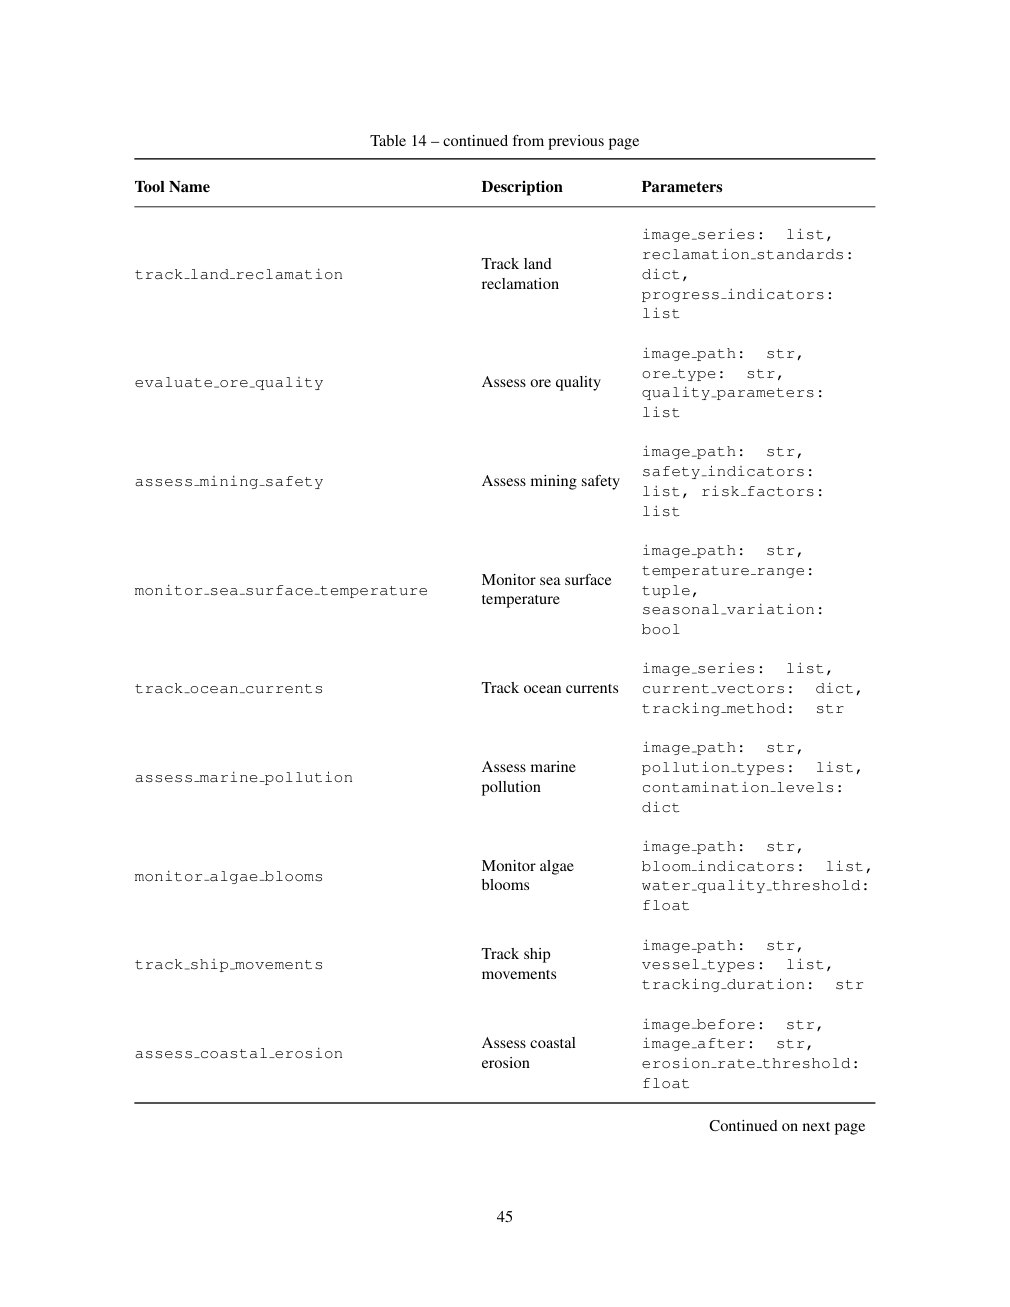 Table 14 – continued from previous page
Tool Name Description Parameters
track_land_reclamation
Track land
reclamation
image_series: list,
reclamation_standards:
dict,
progress_indicators:
list
evaluate_ore_quality
Assess ore quality
image_path: str,
ore_type: str,
quality_parameters:
list
assess_mining_safety
Assess mining safety
image_path: str,
safety_indicators:
list, risk_factors:
list
monitor_sea_surface_temperature
Monitor sea surface
temperature
image_path: str,
temperature_range:
tuple,
seasonal_variation:
bool
track_ocean_currents
Track ocean currents
image_series: list,
current_vectors: dict,
tracking_method: str
assess_marine_pollution
Assess marine
pollution
image_path: str,
pollution_types: list,
contamination_levels:
dict
monitor_algae_blooms
Monitor algae
blooms
image_path: str,
bloom_indicators: list,
water_quality_threshold:
float
track_ship_movements
Track ship
movements
image_path: str,
vessel_types: list,
tracking_duration: str
assess_coastal_erosion
Assess coastal
erosion
image_before: str,
image_after: str,
erosion_rate_threshold:
float
Continued on next page
45